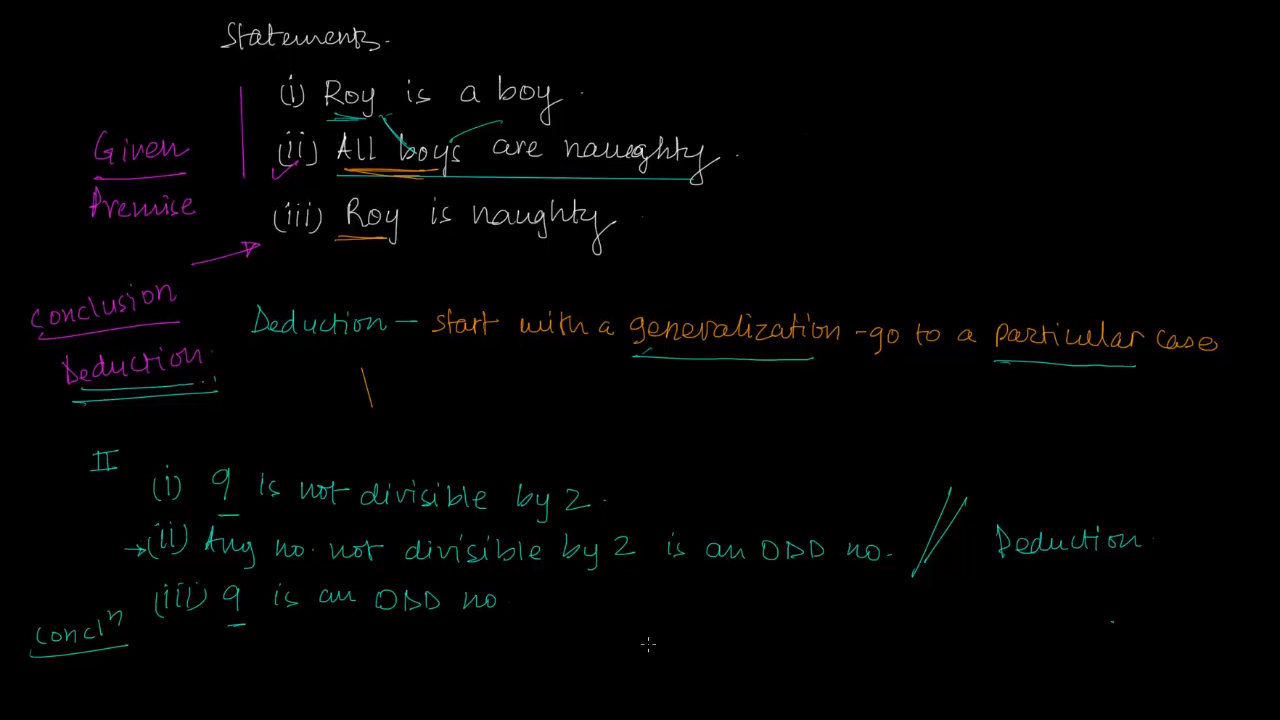 Statements.
(i) Roy is a boy.
Given
(ii) All boys are naughty.
Premise
(iii) Roy is naughty
Conclusion
Deduction.
Deduction — start with a generalization - go to a particular case
II
(i) 9 is not divisible by 2.
(ii) Any no. not divisible by 2 is an ODD no.
Deduction.
(iii) 9 is an ODD no
Conclⁿ